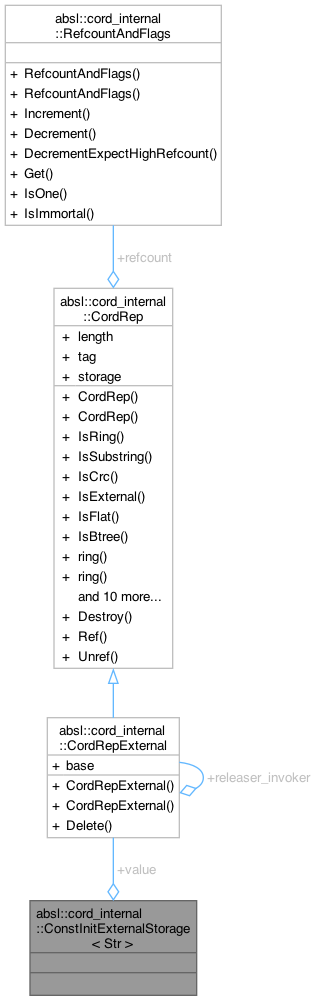 absl::cord_internal
::RefcountAndFlags
+ RefcountAndFlags()
+ RefcountAndFlags()
+ Increment()
+ Decrement()
+ DecrementExpectHighRefcount()
+ Get()
+ IsOne()
+ IsImmortal()
+refcount
absl::cord_internal
::CordRep
+ length
+ tag
+ storage
+ CordRep()
+ CordRep()
+ IsRing()
+ IsSubstring()
+ IsCrc()
+ IsExternal()
+ IsFlat()
+ IsBtree()
+ ring()
+ ring()
and 10 more...
+ Destroy()
+ Ref()
+ Unref()
absl::cord_internal
::CordRepExternal
+ base
+ CordRepExternal()
+ CordRepExternal()
+ Delete()
+releaser_invoker
+value
absl::cord_internal
::ConstInitExternalStorage
< Str >